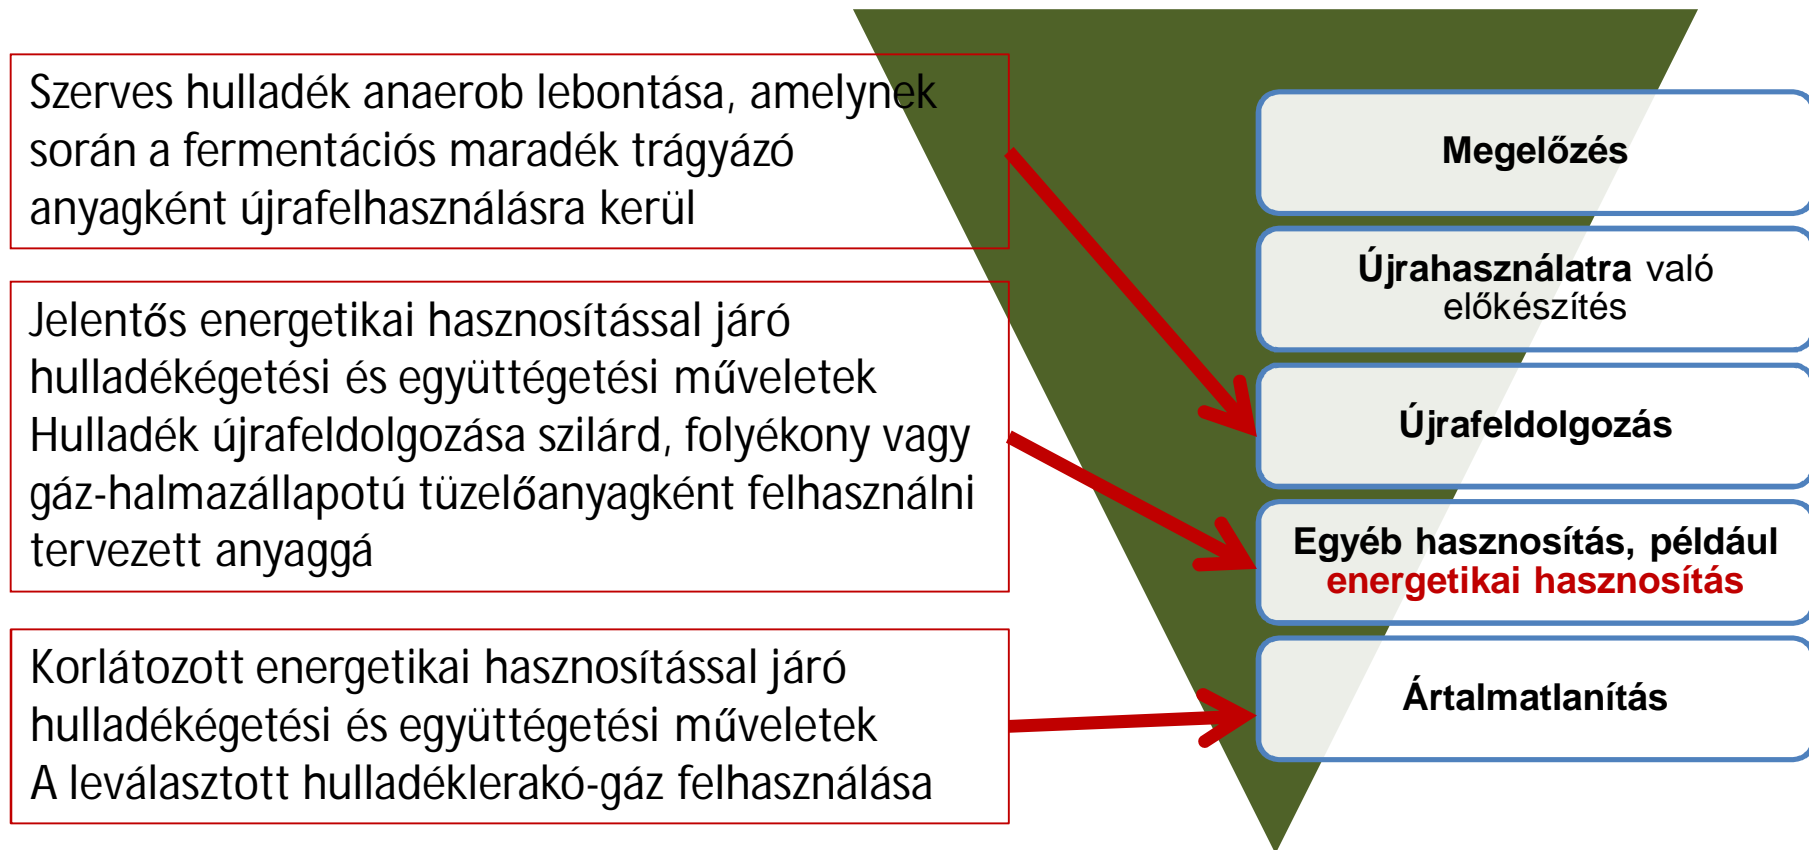 Szerves hulladék anaerob lebontása, amelynek
során a fermentációs maradék trágyázó
anyagként újrafelhasználásra kerül
Jelentős energetikai hasznosítással járó
hulladékégetési és együttégetési műveletek
Hulladék újrafeldolgozása szilárd, folyékony vagy
gáz-halmazállapotú tüzelőanyagként felhasználni
tervezett anyaggá
Korlátozott energetikai hasznosítással járó
hulladékégetési és együttégetési műveletek
A leválasztott hulladéklerakó-gáz felhasználása
Megelőzés
Újrahasználatra való
előkészítés
Újrafeldolgozás
Egyéb hasznosítás, például
energetikai hasznosítás
Ártalmatlanítás